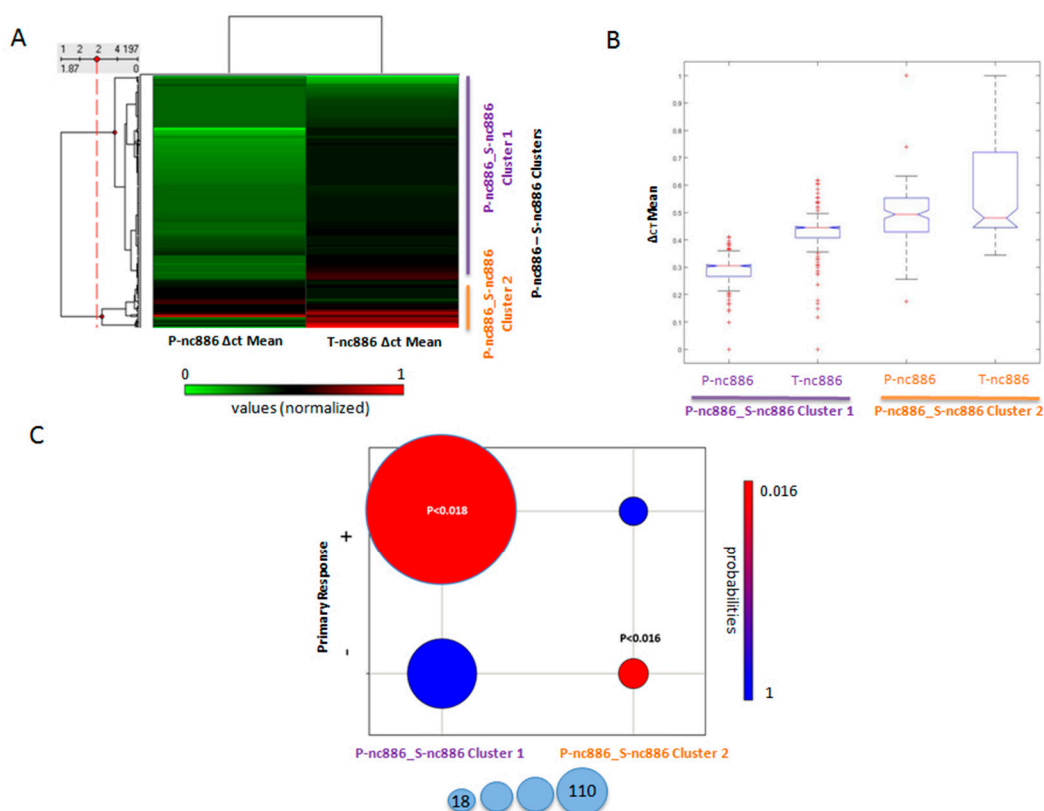 A
1 2 2 4 197
1.87 0
P-nc886_S-nc886
Cluster 1
P-nc886_S-nc886
Cluster 2
P-nc886 – S-nc886 Clusters
P-nc886 Δct Mean
T-nc886 Δct Mean
0
1
values (normalized)
B
1
0.9
0.8
0.7
0.6
0.5
0.4
0.3
0.2
0.1
0
ΔCT Mean
P-nc886
T-nc886
P-nc886
T-nc886
P-nc886_S-nc886 Cluster 1
P-nc886_S-nc886 Cluster 2
C
P<0.018
+
Primary Response
-
P<0.016
0.016
probabilities
1
P-nc886_S-nc886 Cluster 1
P-nc886_S-nc886 Cluster 2
18
110